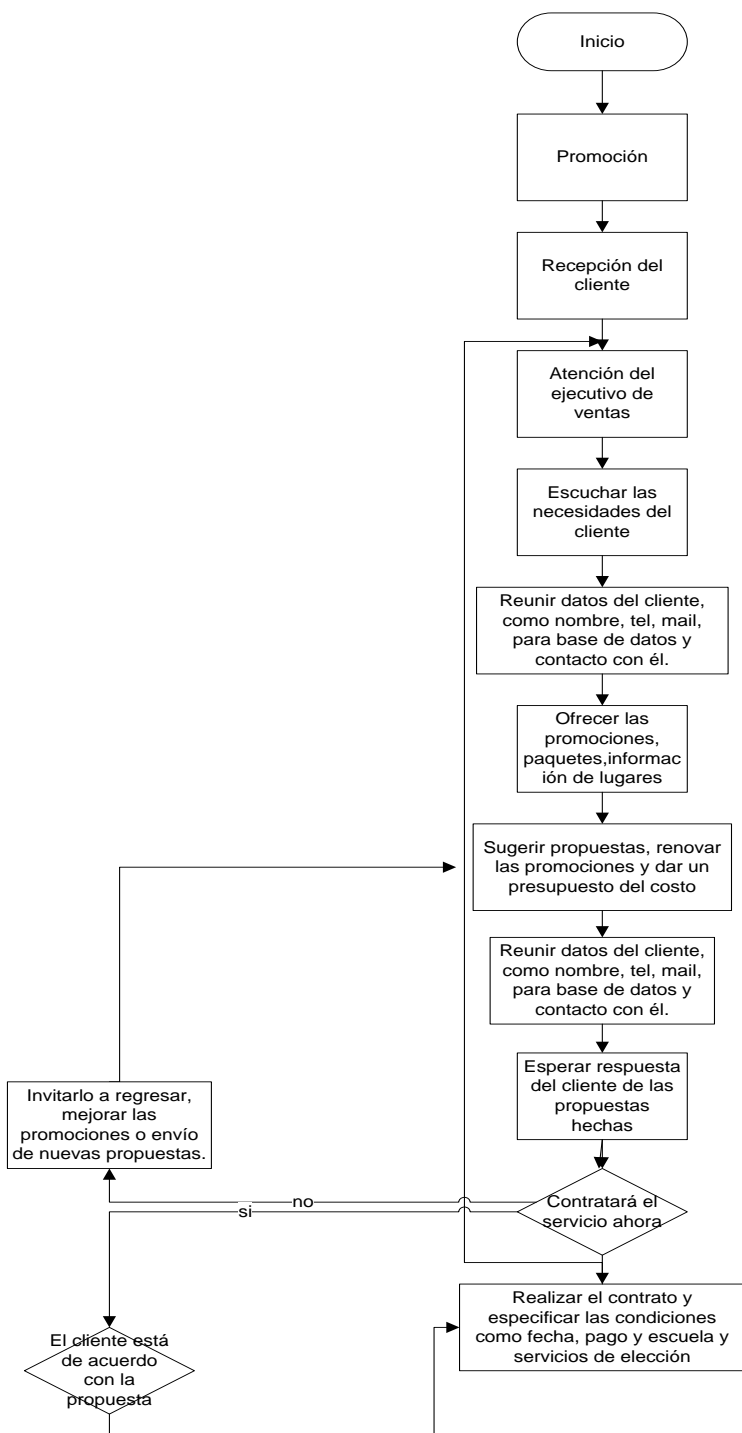 Inicio
Promoción
Recepción del
cliente
Atención del
ejecutivo de
ventas
Escuchar las
necesidades del
cliente
Reunir datos del cliente,
como nombre, tel, mail,
para base de datos y
contacto con él.
Ofrecer las
promociones,
paquetes,informac
ión de lugares
Sugerir propuestas, renovar
las promociones y dar un
presupuesto del costo
Reunir datos del cliente,
como nombre, tel, mail,
para base de datos y
contacto con él.
Esperar respuesta
del cliente de las
propuestas
hechas
Invitarlo a regresar,
mejorar las
promociones o envío
de nuevas propuestas.
no
si
Contratará el
servicio ahora
Realizar el contrato y
especificar las condiciones
como fecha, pago y escuela y
servicios de elección
El cliente está
de acuerdo
con la
propuesta